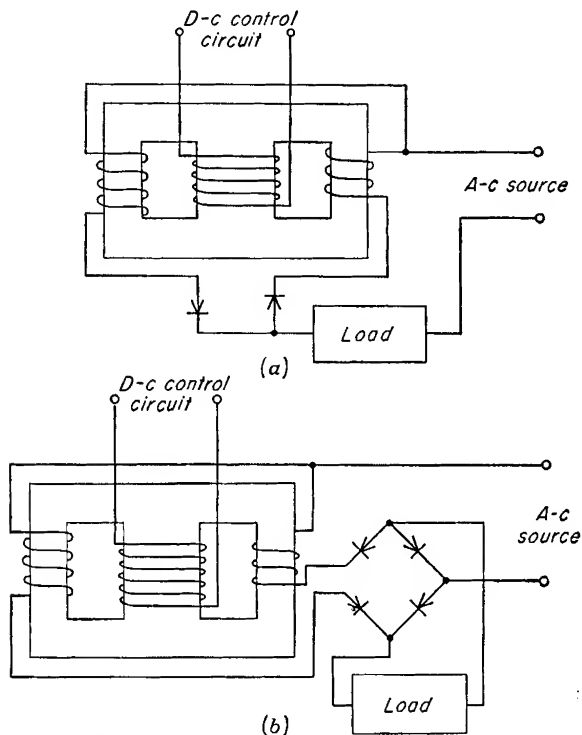 D-c control
circuit
A-c source
Load
(a)
D-c control
circuit
A-c
source
Load
(b)